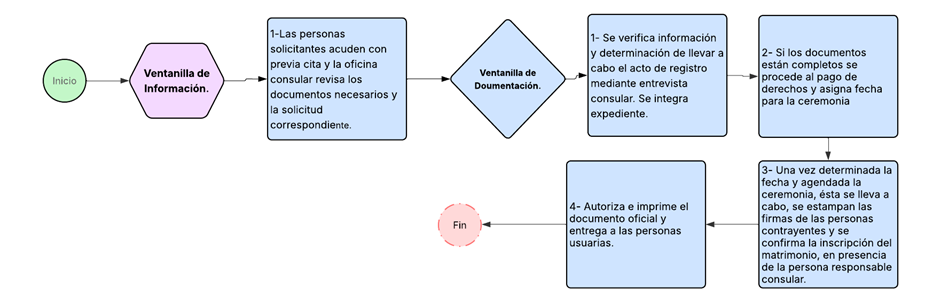 Inicio
Ventanilla de
Información.
1-Las personas
solicitantes acuden con
previa cita y la oficina
consular revisa los
documentos necesarios y
la solicitud
correspondiente.
Ventanilla de
Doumentación.
1- Se verifica información
y determinación de llevar a
cabo el acto de registro
mediante entrevista
consular. Se integra
expediente.
2- Si los documentos
están completos se
procede al pago de
derechos y asigna fecha
para la ceremonia
3- Una vez determinada la
fecha y agendada la
ceremonia, ésta se lleva a
cabo, se estampan las
firmas de las personas
contrayentes y se
confirma la inscripción del
matrimonio, en presencia
de la persona responsable
consular.
4- Autoriza e imprime el
documento oficial y
entrega a las personas
usuarias.
Fin